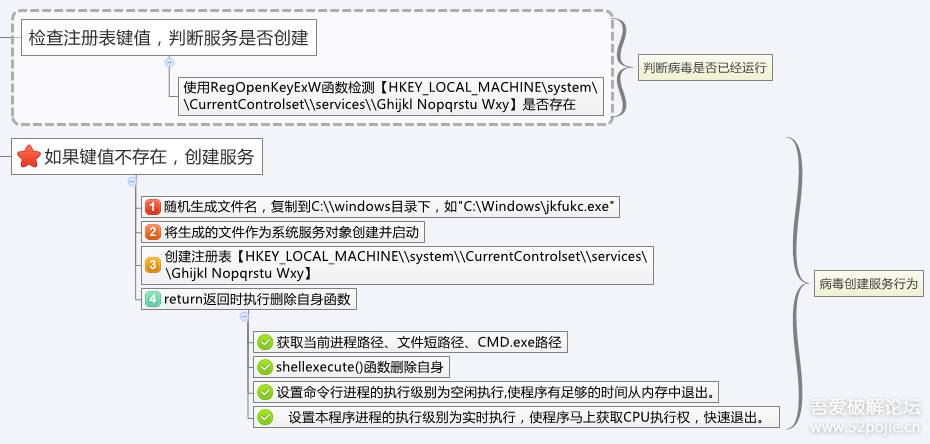 检查注册表键值，判断服务是否创建
使用RegOpenKeyExW函数检测【HKEY_LOCAL_MACHINE\system\
\CurrentControlset\\services\\Ghijkl Nopqrstu Wxy】是否存在
判断病毒是否已经运行
如果键值不存在，创建服务
1 随机生成文件名，复制到C:\\windows目录下，如"C:\Windows\jkfukc.exe"
2 将生成的文件作为系统服务对象创建并启动
3 创建注册表【HKEY_LOCAL_MACHINE\\system\\CurrentControlset\\services\
\Ghijkl Nopqrstu Wxy】
4 return返回时执行删除自身函数
获取当前进程路径、文件短路径、CMD.exe路径
shellexecute()函数删除自身
设置命令行进程的执行级别为空闲执行,使程序有足够的时间从内存中退出。
设置本程序进程的执行级别为实时执行，使程序马上获取CPU执行权，快速退出。
病毒创建服务行为
吾爱破解论坛
www.52pojie.cn